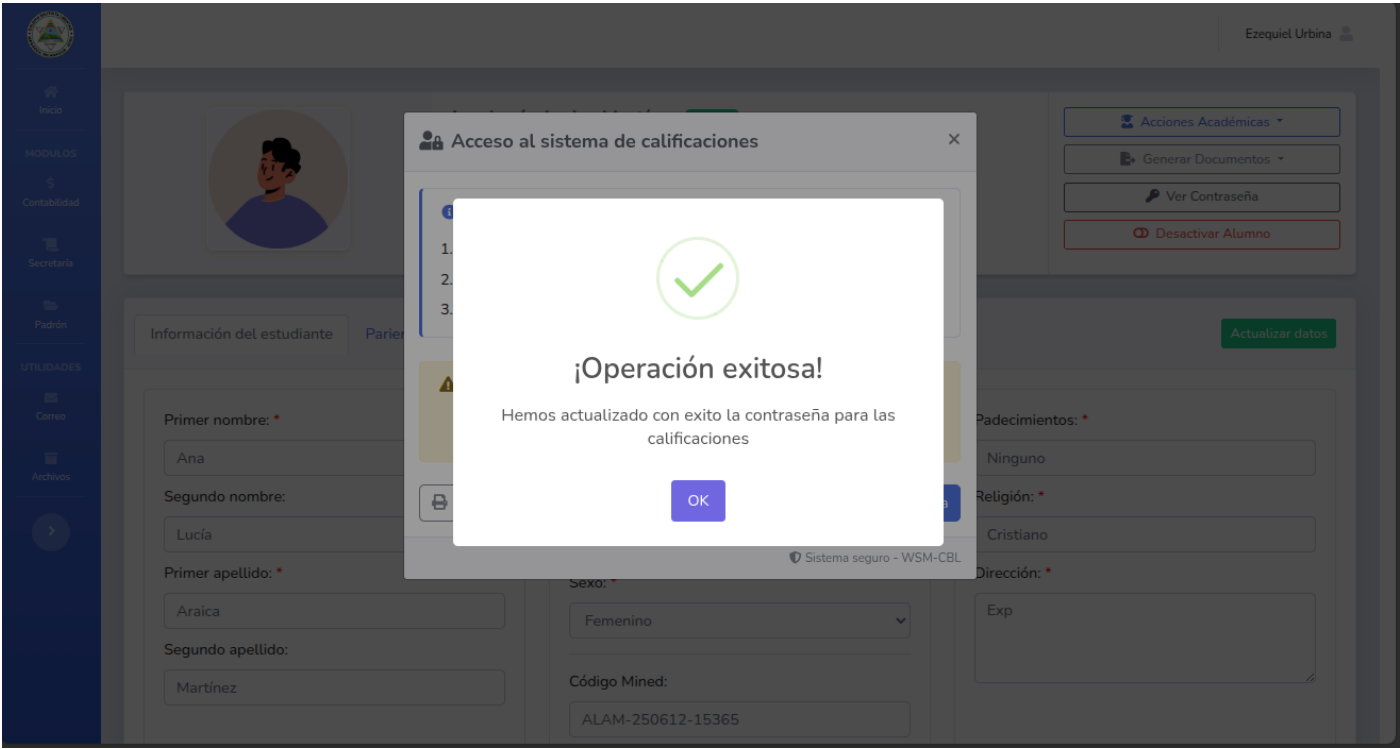 Ezequiel Urbina
Inicio
MODULOS
Contabilidad
Secretaría
Padrón
UTILIDADES
Correo
Archivos
Acciones Académicas
Generar Documentos
Ver Contraseña
Desactivar Alumno
Acceso al sistema de calificaciones
×
1.
2.
3.
¡Operación exitosa!
Hemos actualizado con exito la contraseña para las
calificaciones
OK
Sistema seguro - WSM-CBL
Información del estudiante
Actualizar datos
Primer nombre: *
Ana
Segundo nombre:
Lucía
Primer apellido: *
Araica
Segundo apellido:
Martínez
Sexo: *
Femenino
Código Mined:
ALAM-250612-15365
Padecimientos: *
Ninguno
Religión: *
Cristiano
Dirección: *
Exp